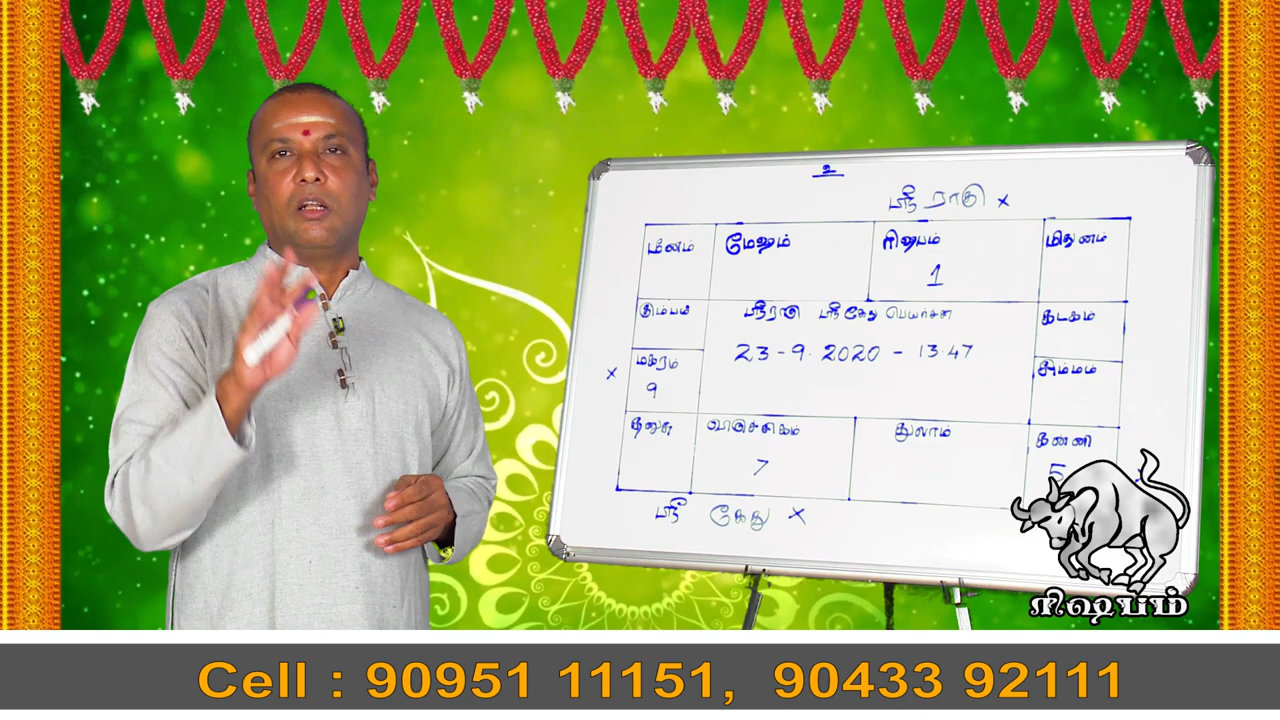 உ
ஸ்ரீ ராகு x
மீனம் மேஷம் ரிஷபம் மிதுனம்
1
கும்பம் ஸ்ரீராகு ஸ்ரீகேது பெயர்ச்சி கடகம்
23-9-2020 - 13.47
x மகரம் சிம்மம்
9
தனுசு விருச்சிகம் துலாம் கன்னி
7 5
ஸ்ரீ கேது x
ரிஷபம்
Cell : 90951 11151, 90433 92111